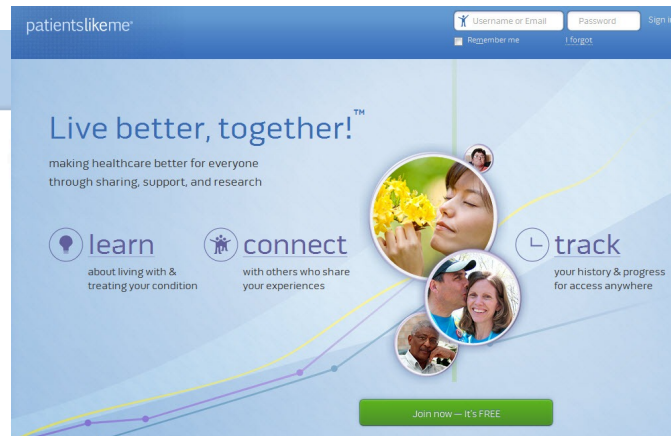 patientslikeme®
Username or Email
Password
Sign i
Remember me
I forgot
Live better, together!™
making healthcare better for everyone
through sharing, support, and research
learn
about living with &
treating your condition
connect
with others who share
your experiences
track
your history & progress
for access anywhere
Join now — It's FREE